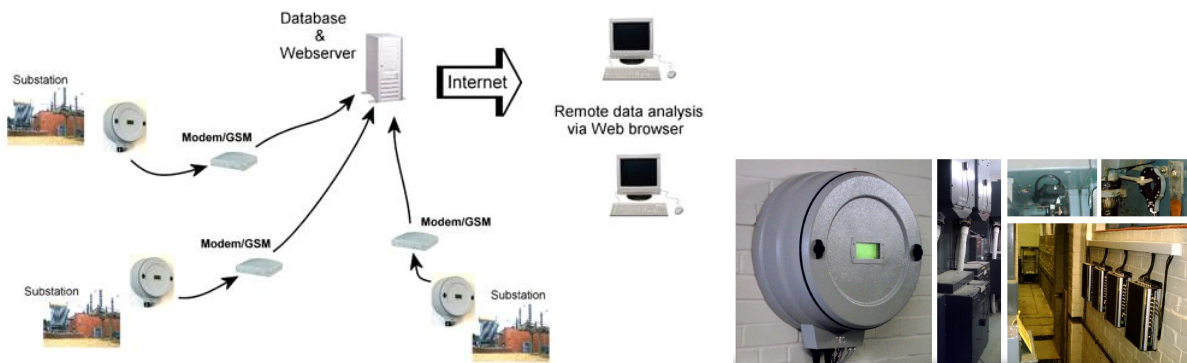 Database
&
Webserver
Internet
Substation
Modem/GSM
Remote data analysis
via Web browser
Modem/GSM
Modem/GSM
Substation
Substation